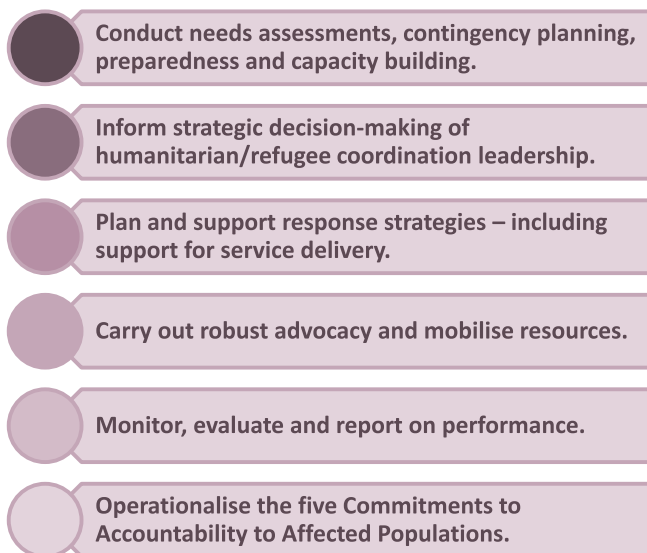 Conduct needs assessments, contingency planning,
preparedness and capacity building.
Inform strategic decision-making of
humanitarian/refugee coordination leadership.
Plan and support response strategies – including
support for service delivery.
Carry out robust advocacy and mobilise resources.
Monitor, evaluate and report on performance.
Operationalise the five Commitments to
Accountability to Affected Populations.